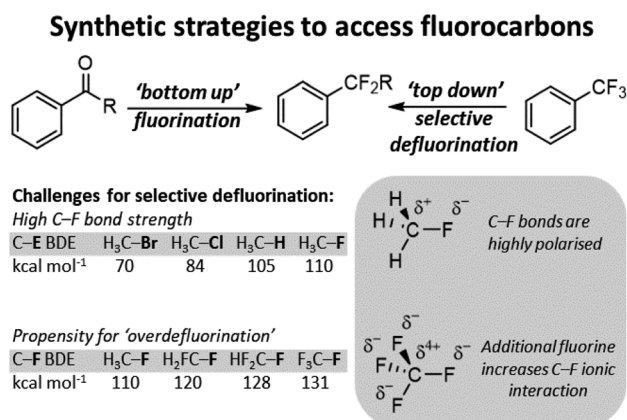 Synthetic strategies to access fluorocarbons
O
R
'bottom up'
fluorination
CF2R
'top down'
selective
defluorination
CF3
Challenges for selective defluorination:
High C–F bond strength
C–E BDE H3C–Br H3C–Cl H3C–H H3C–F
kcal mol-1 70 84 105 110
Propensity for 'overdefluorination'
C–F BDE H3C–F H2FC–F HF2C–F F3C–F
kcal mol-1 110 120 128 131
H δ+ δ−
H C–F
H
C–F bonds are
highly polarised
δ−
δ− F δ4+ δ−
F C–F
δ− F
Additional fluorine
increases C–F ionic
interaction